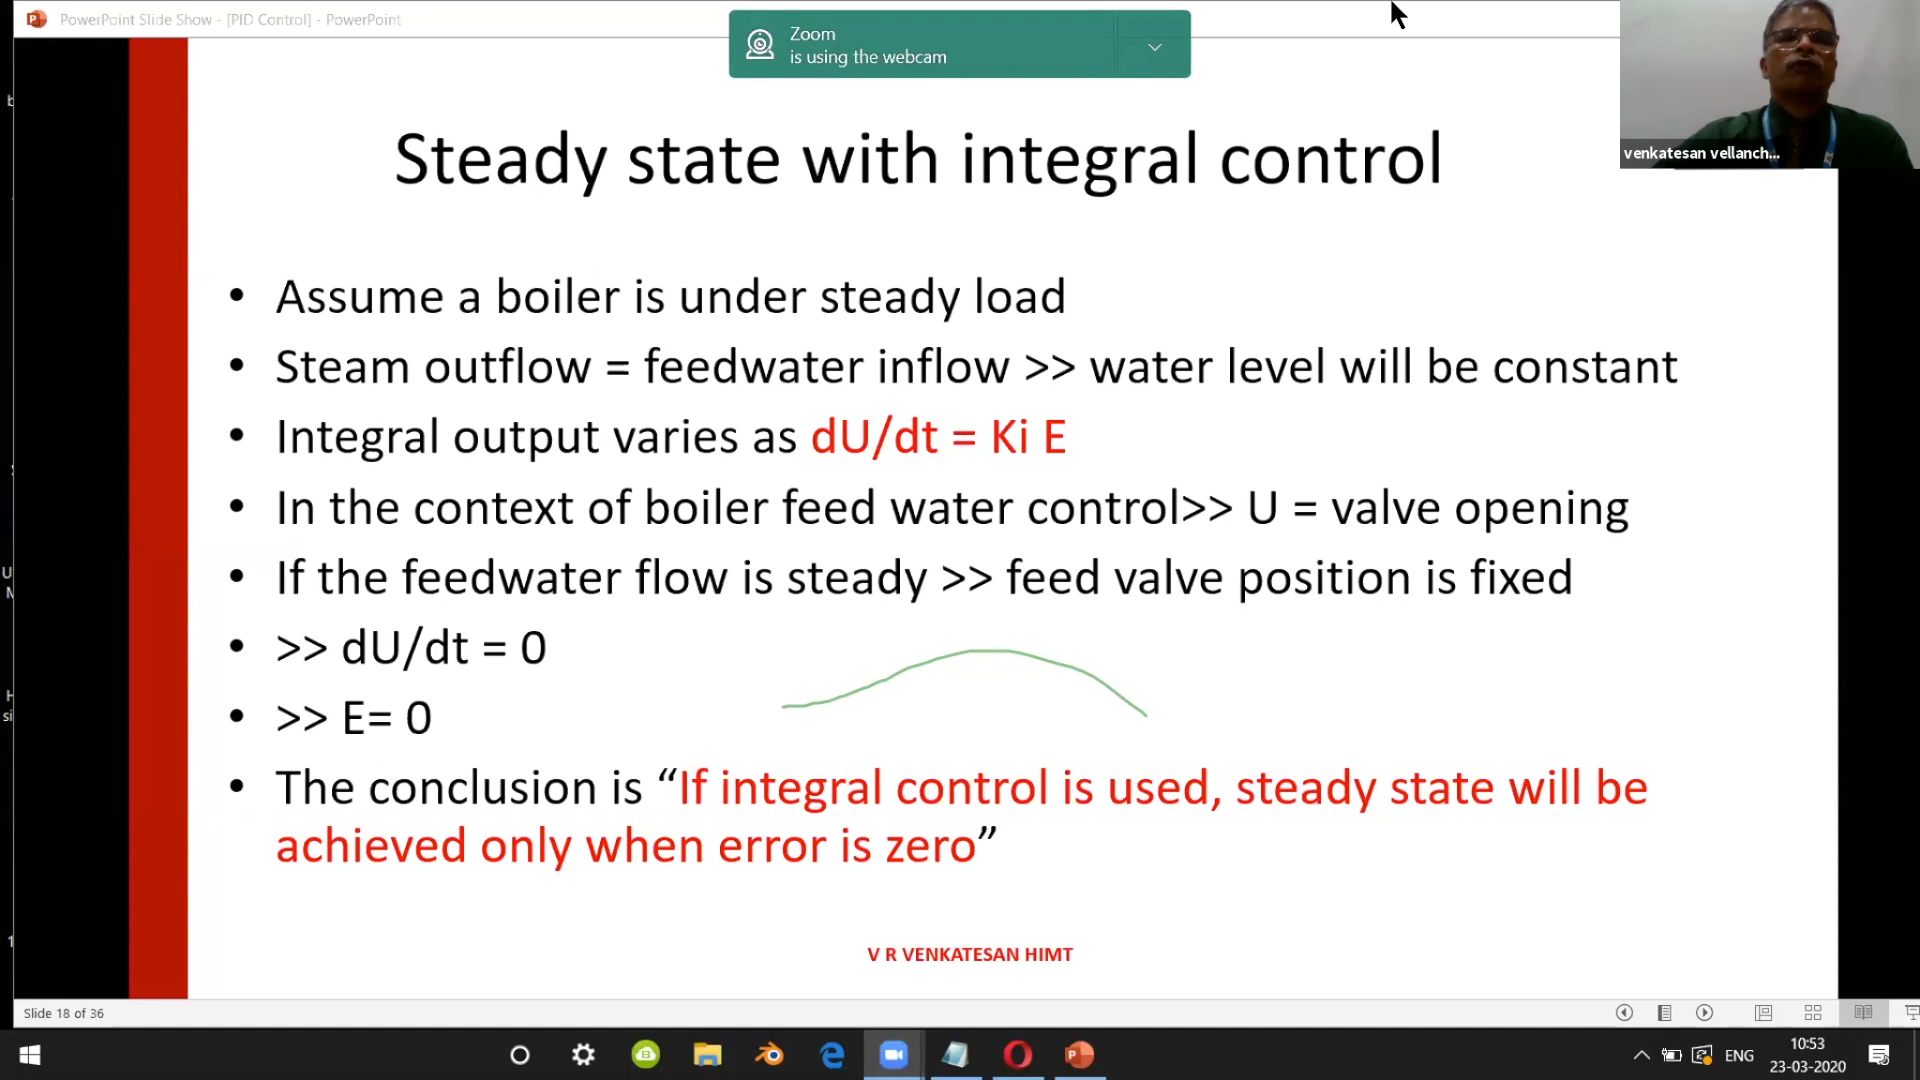 PowerPoint Slide Show - [PID Control] - PowerPoint
Zoom
is using the webcam
venkatesan vellanch...
Steady state with integral control
• Assume a boiler is under steady load
• Steam outflow = feedwater inflow >> water level will be constant
• Integral output varies as dU/dt = Ki E
• In the context of boiler feed water control>> U = valve opening
• If the feedwater flow is steady >> feed valve position is fixed
• >> dU/dt = 0
• >> E= 0
• The conclusion is “If integral control is used, steady state will be
achieved only when error is zero”
V R VENKATESAN HIMT
Slide 18 of 36
ENG
10:53
23-03-2020